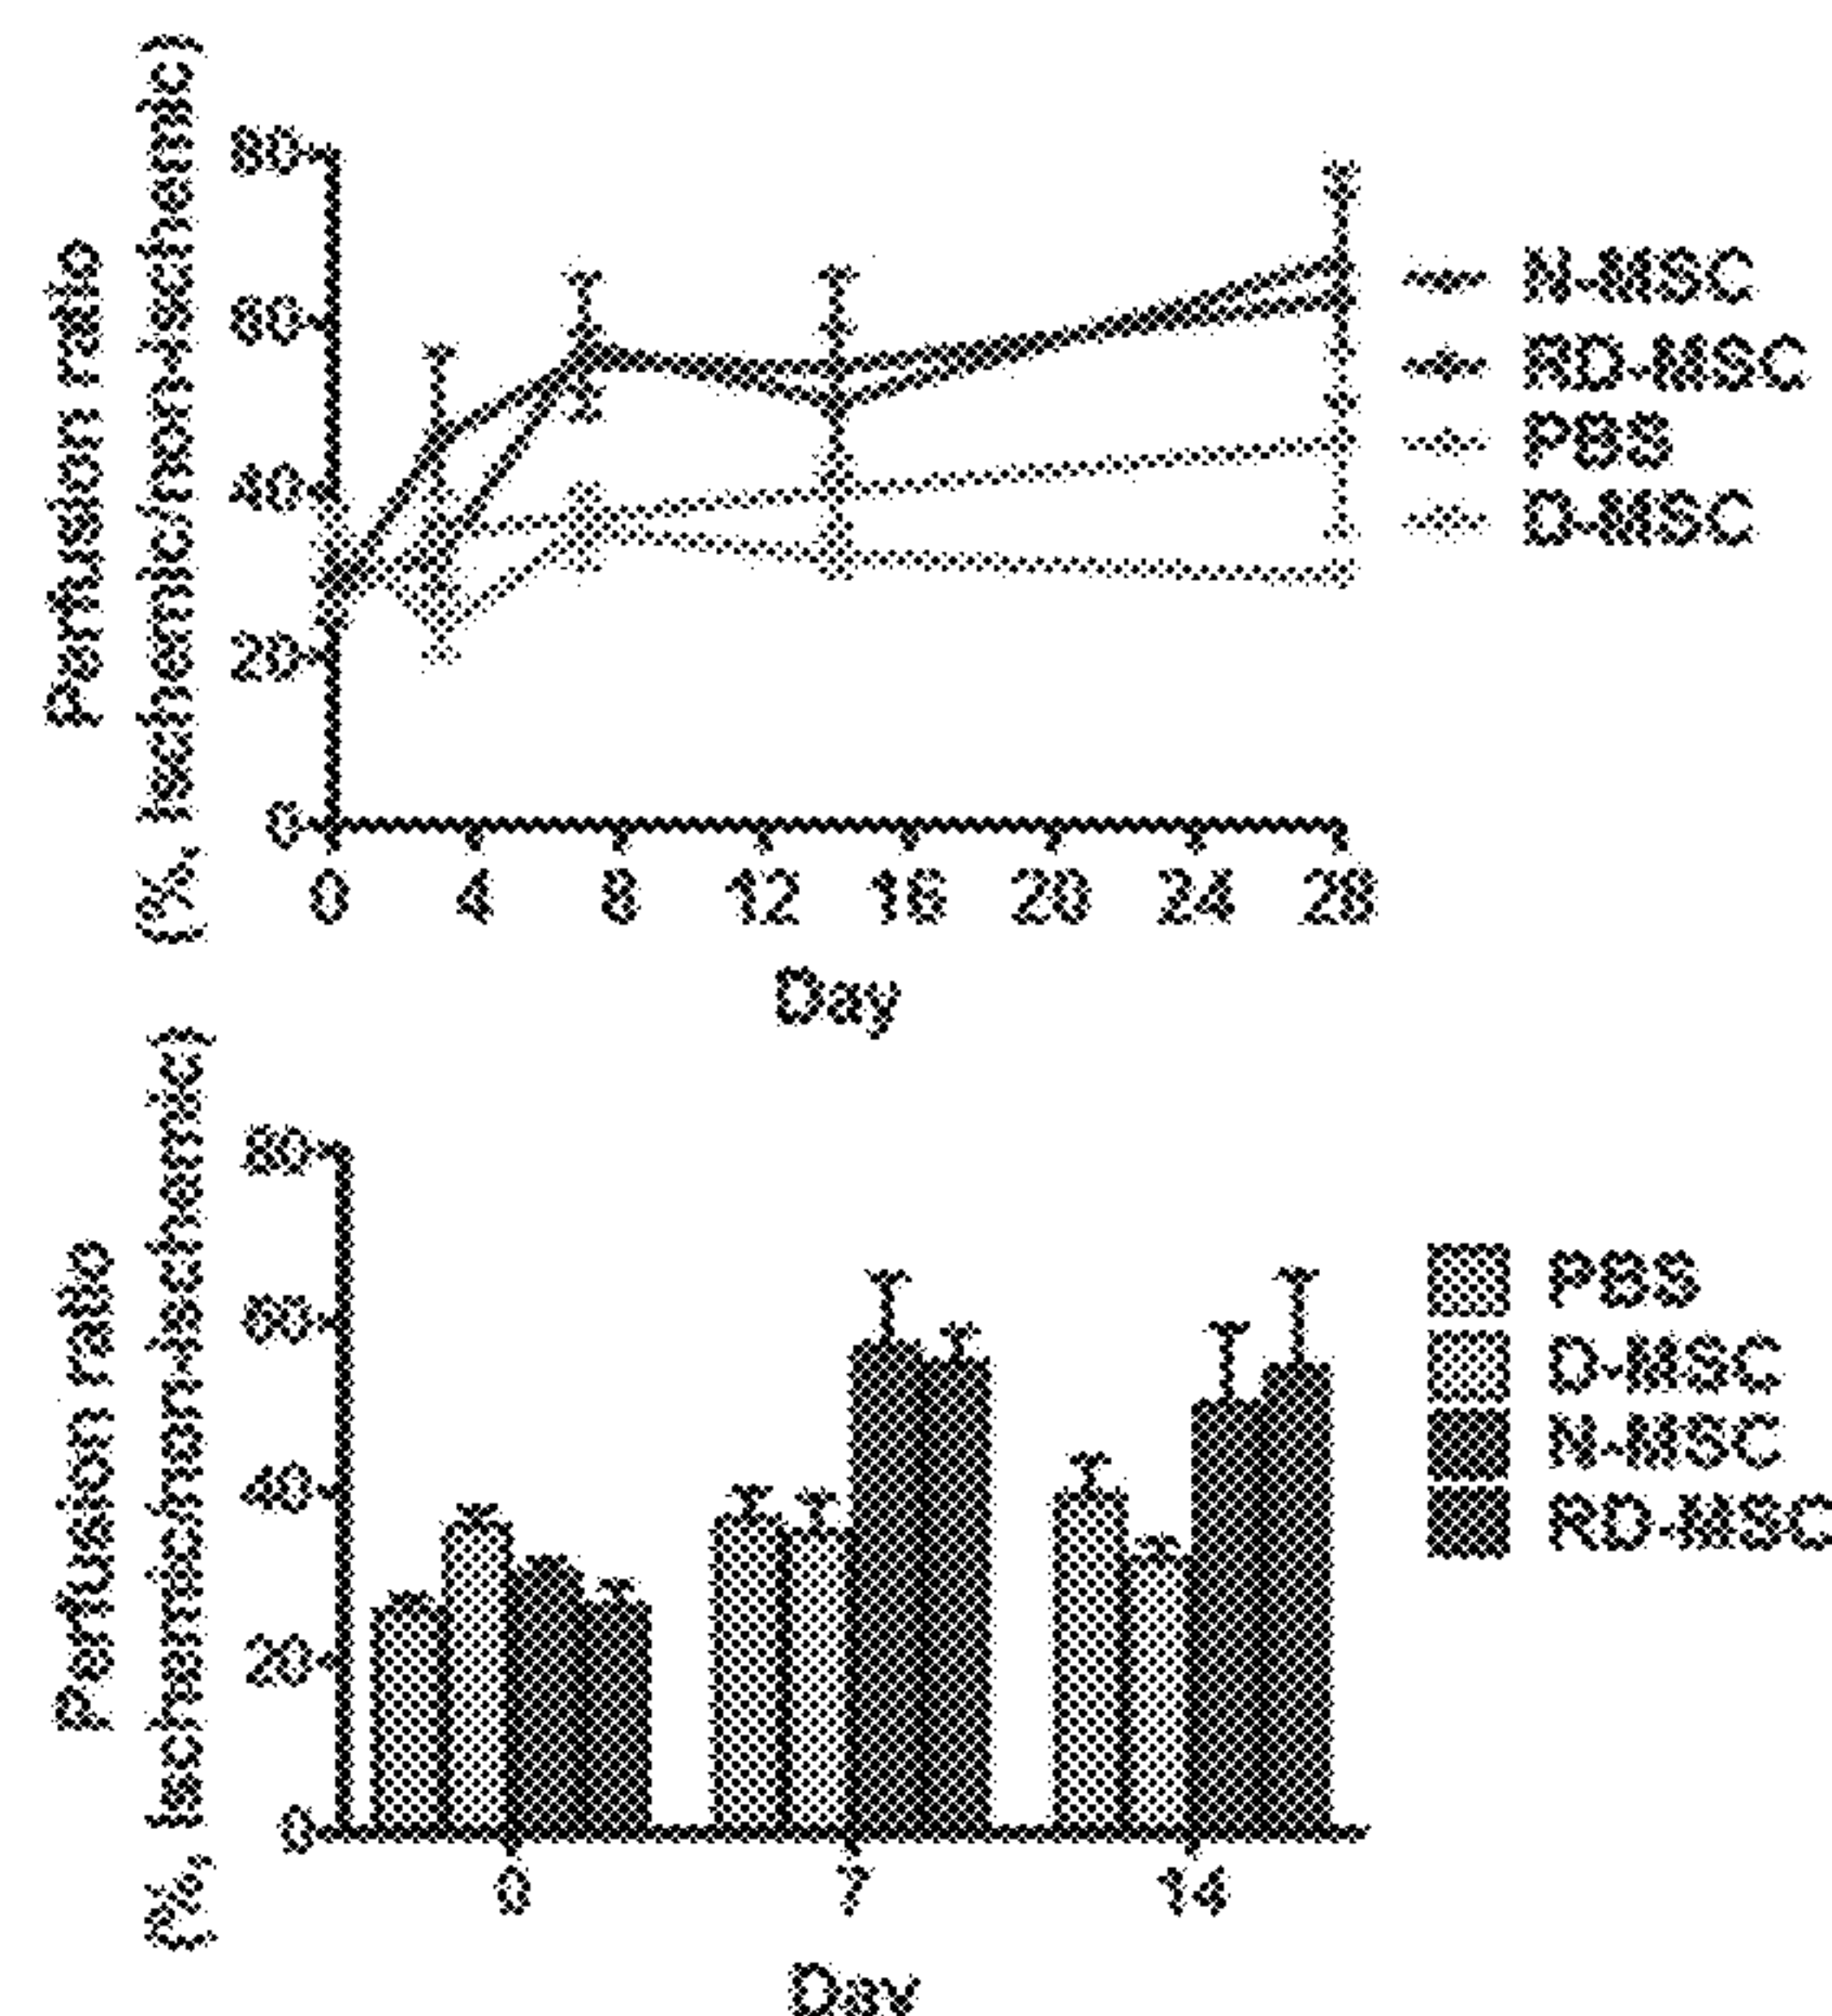 Perfusion ratio
(%, Ischemic/non-ischemic)
80
60
40
20
0
0 4 8 12 16 20 24 28
Day
N-MSC
RD-MSC
PBS
D-MSC
Perfusion ratio
(%, Ischemic/non-ischemic)
80
60
40
20
0
0 7 14
Day
PBS
D-MSC
N-MSC
RD-MSC